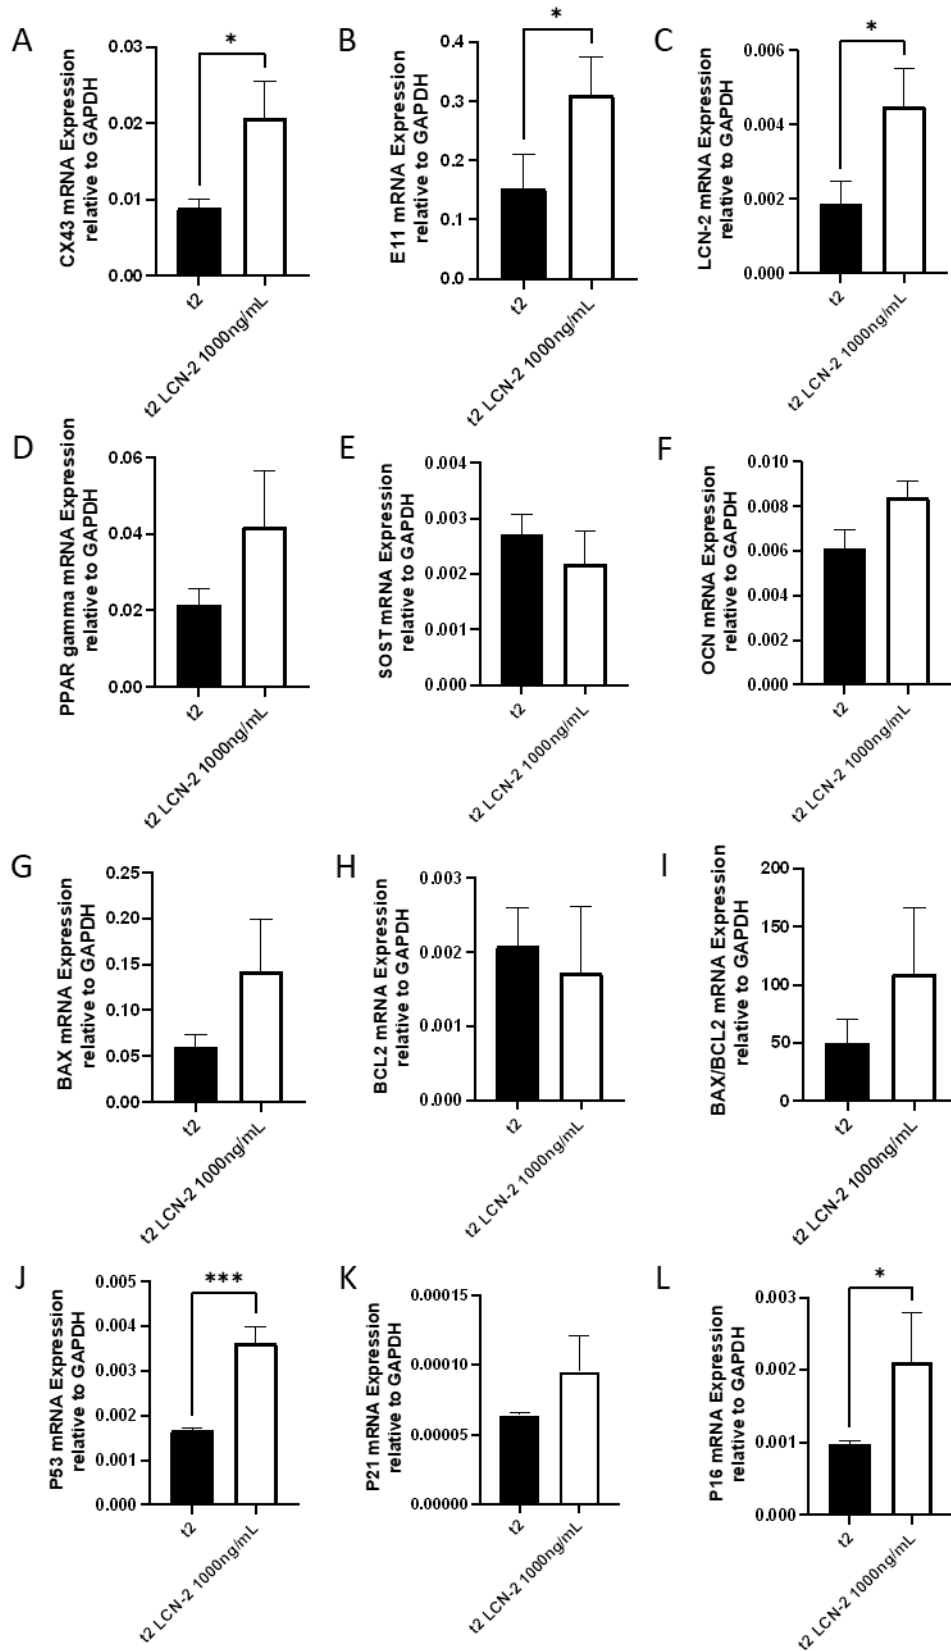 A
CX43 mRNA Expression
relative to GAPDH
0.03
0.02
0.01
0.00
*
t2
t2 LCN-2 1000ng/mL
B
E11 mRNA Expression
relative to GAPDH
0.4
0.3
0.2
0.1
0.0
*
t2
t2 LCN-2 1000ng/mL
C
LCN-2 mRNA Expression
relative to GAPDH
0.006
0.004
0.002
0.000
*
t2
t2 LCN-2 1000ng/mL
D
PPAR gamma mRNA Expression
relative to GAPDH
0.06
0.04
0.02
0.00
t2
t2 LCN-2 1000ng/mL
E
SOST mRNA Expression
relative to GAPDH
0.004
0.003
0.002
0.001
0.000
t2
t2 LCN-2 1000ng/mL
F
OCN mRNA Expression
relative to GAPDH
0.010
0.008
0.006
0.004
0.002
0.000
t2
t2 LCN-2 1000ng/mL
G
BAX mRNA Expression
relative to GAPDH
0.25
0.20
0.15
0.10
0.05
0.00
t2
t2 LCN-2 1000ng/mL
H
BCL2 mRNA Expression
relative to GAPDH
0.003
0.002
0.001
0.000
t2
t2 LCN-2 1000ng/mL
I
BAX/BCL2 mRNA Expression
relative to GAPDH
200
150
100
50
0
t2
t2 LCN-2 1000ng/mL
J
P53 mRNA Expression
relative to GAPDH
0.005
0.004
0.003
0.002
0.001
0.000
***
t2
t2 LCN-2 1000ng/mL
K
P21 mRNA Expression
relative to GAPDH
0.00015
0.00010
0.00005
0.00000
t2
t2 LCN-2 1000ng/mL
L
P16 mRNA Expression
relative to GAPDH
0.003
0.002
0.001
0.000
*
t2
t2 LCN-2 1000ng/mL